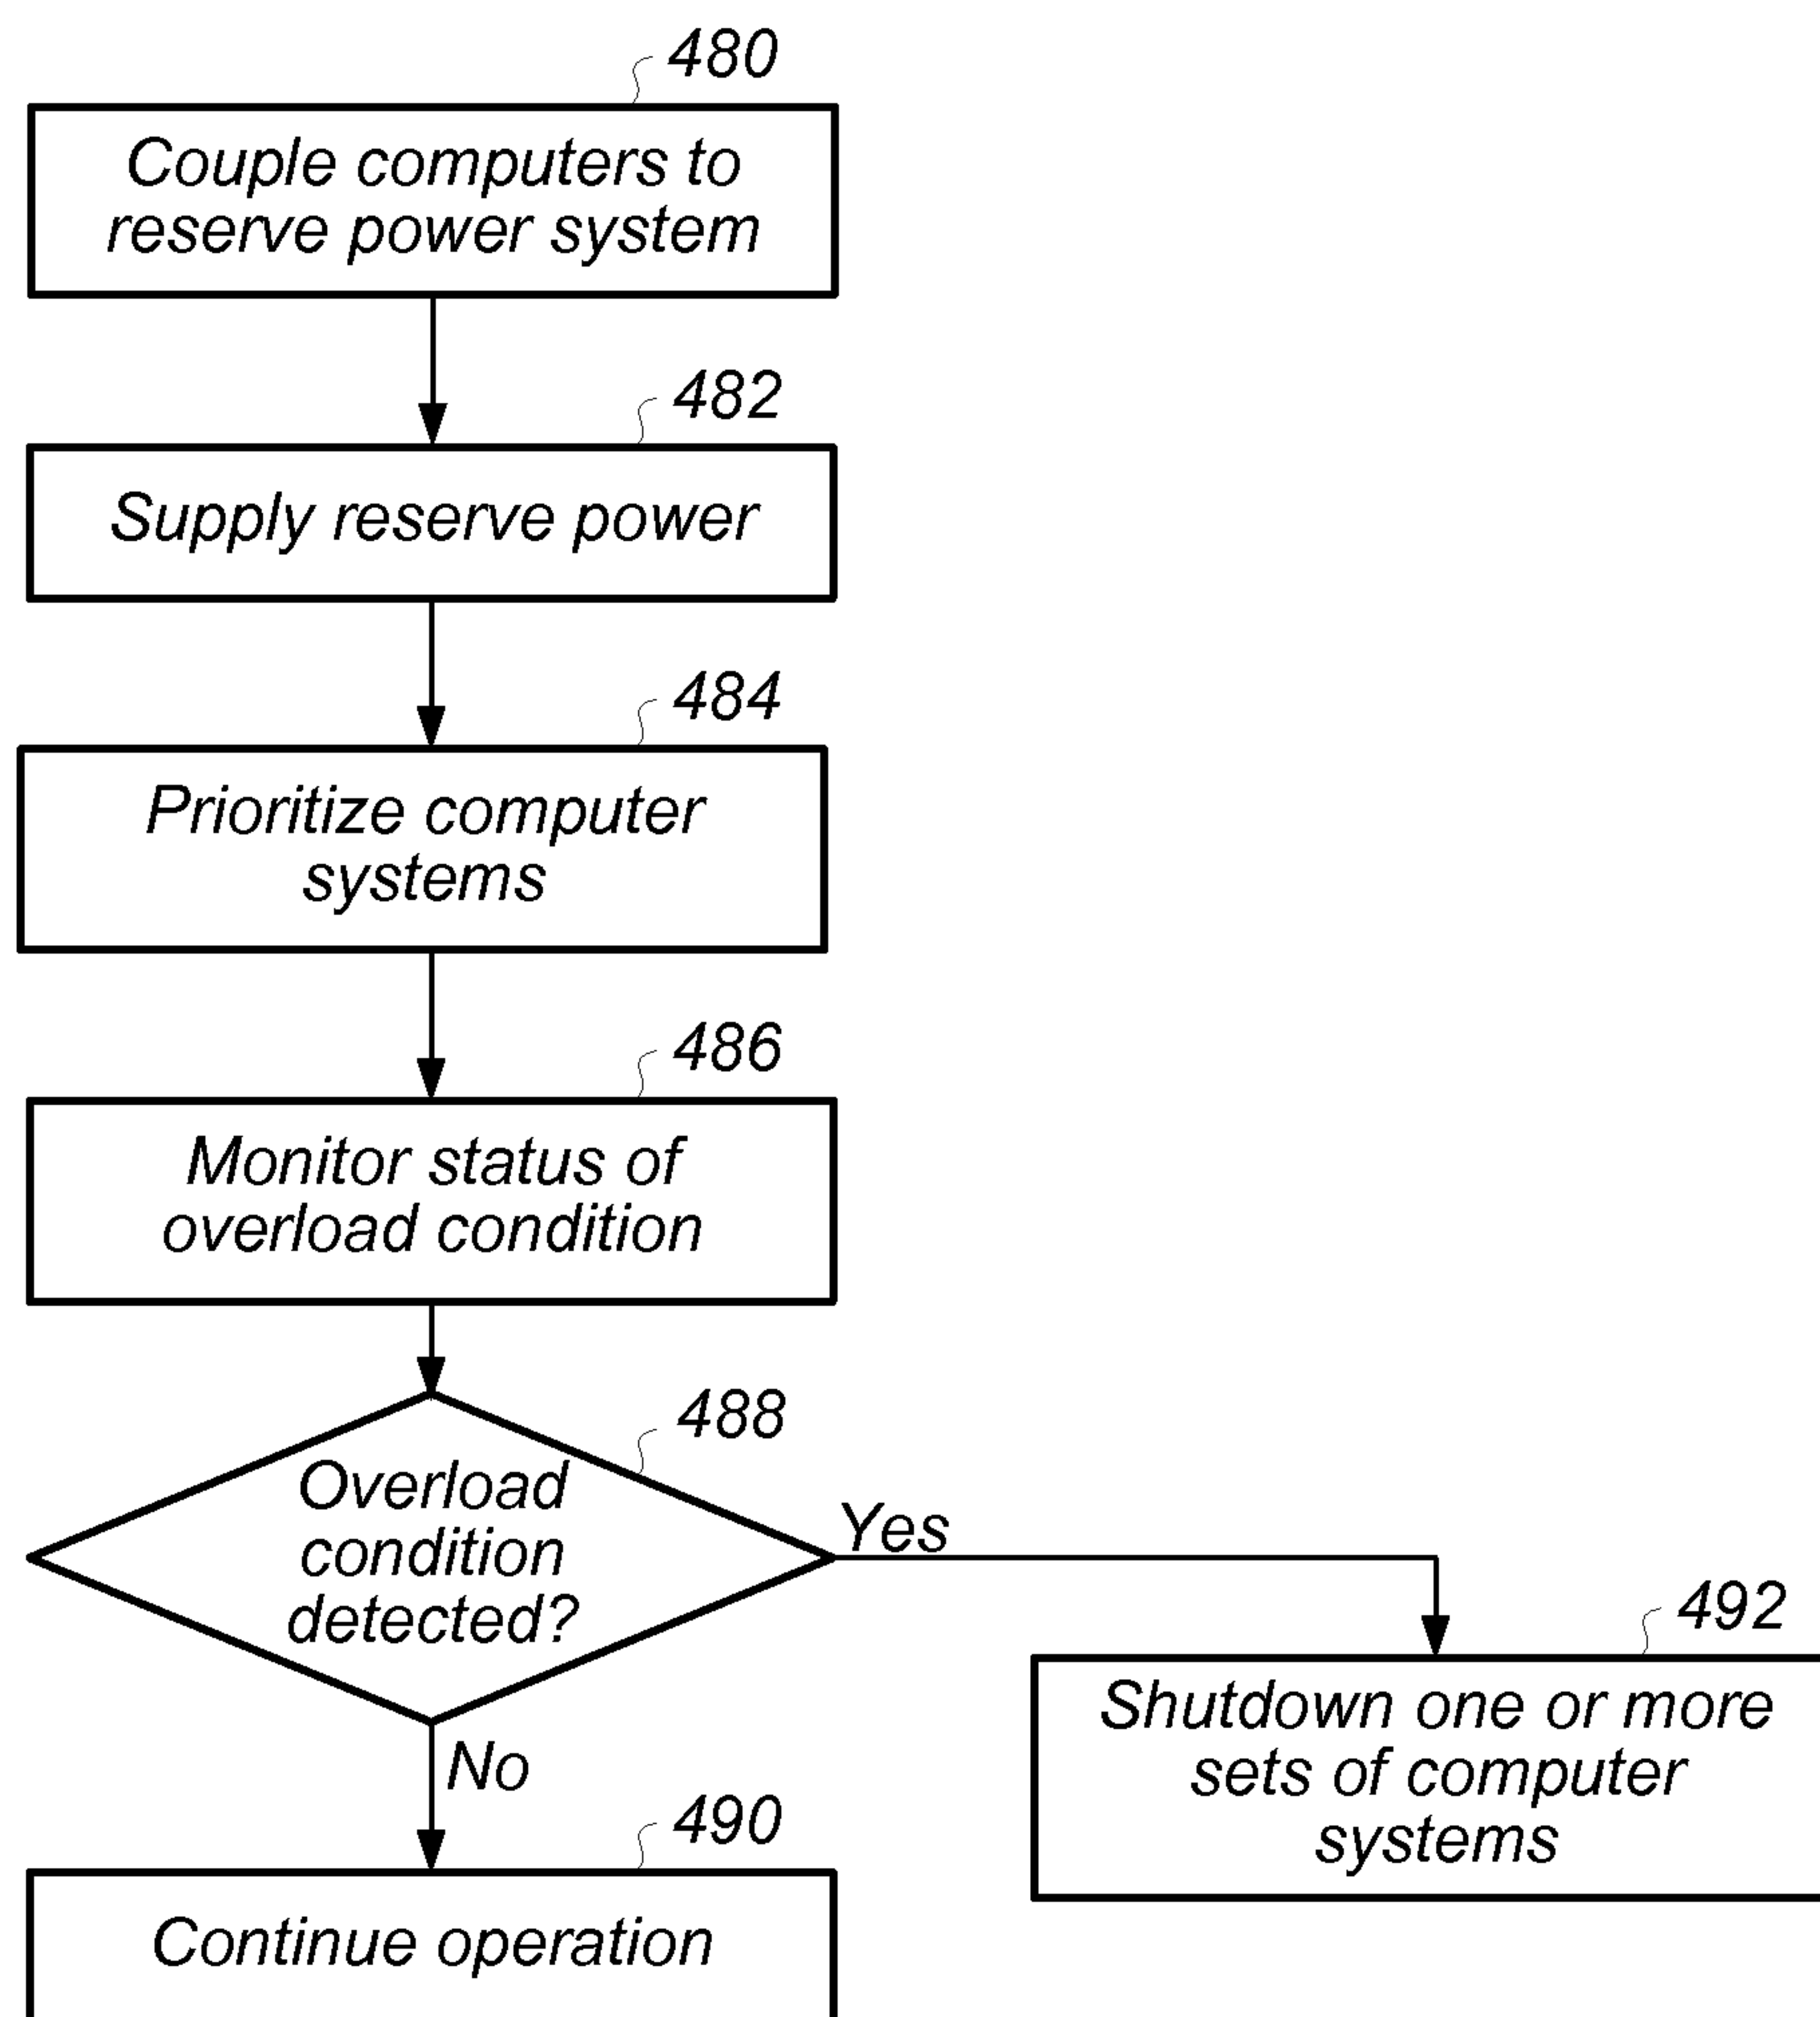 480
Couple computers to
reserve power system
482
Supply reserve power
484
Prioritize computer
systems
486
Monitor status of
overload condition
488
Overload
condition
detected?
Yes
492
Shutdown one or more
sets of computer
systems
No
490
Continue operation